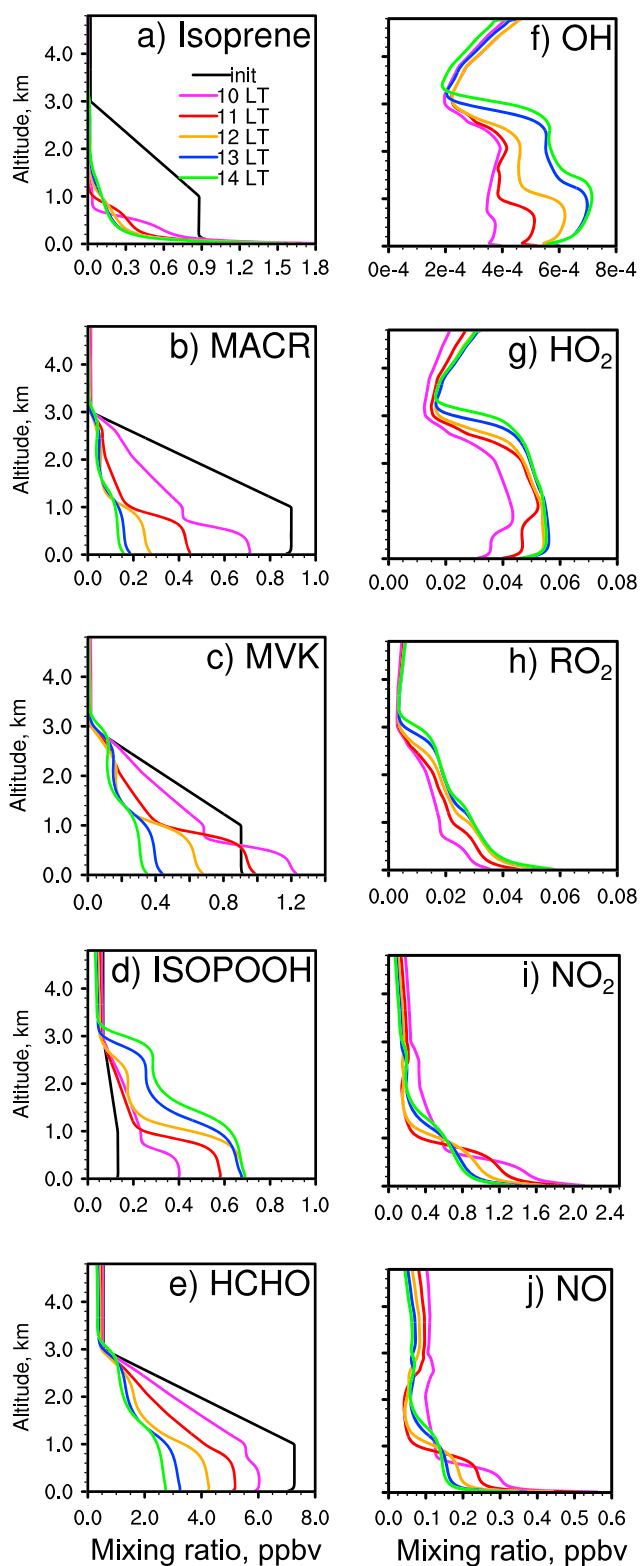 a) Isoprene
init
10 LT
11 LT
12 LT
13 LT
14 LT
Altitude, km
4.0
3.0
2.0
1.0
0.0
0.0 0.3 0.6 0.9 1.2 1.5 1.8
f) OH
0e-4 2e-4 4e-4 6e-4 8e-4
b) MACR
Altitude, km
4.0
3.0
2.0
1.0
0.0
0.0 0.2 0.4 0.6 0.8 1.0
g) HO₂
0.00 0.02 0.04 0.06 0.08
c) MVK
Altitude, km
4.0
3.0
2.0
1.0
0.0
0.0 0.4 0.8 1.2
h) RO₂
0.00 0.02 0.04 0.06 0.08
d) ISOPOOH
Altitude, km
4.0
3.0
2.0
1.0
0.0
0.0 0.2 0.4 0.6 0.8 1.0
i) NO₂
0.0 0.4 0.8 1.2 1.6 2.0 2.4
e) HCHO
Altitude, km
4.0
3.0
2.0
1.0
0.0
0.0 2.0 4.0 6.0 8.0
Mixing ratio, ppbv
j) NO
0.0 0.1 0.2 0.3 0.4 0.5 0.6
Mixing ratio, ppbv